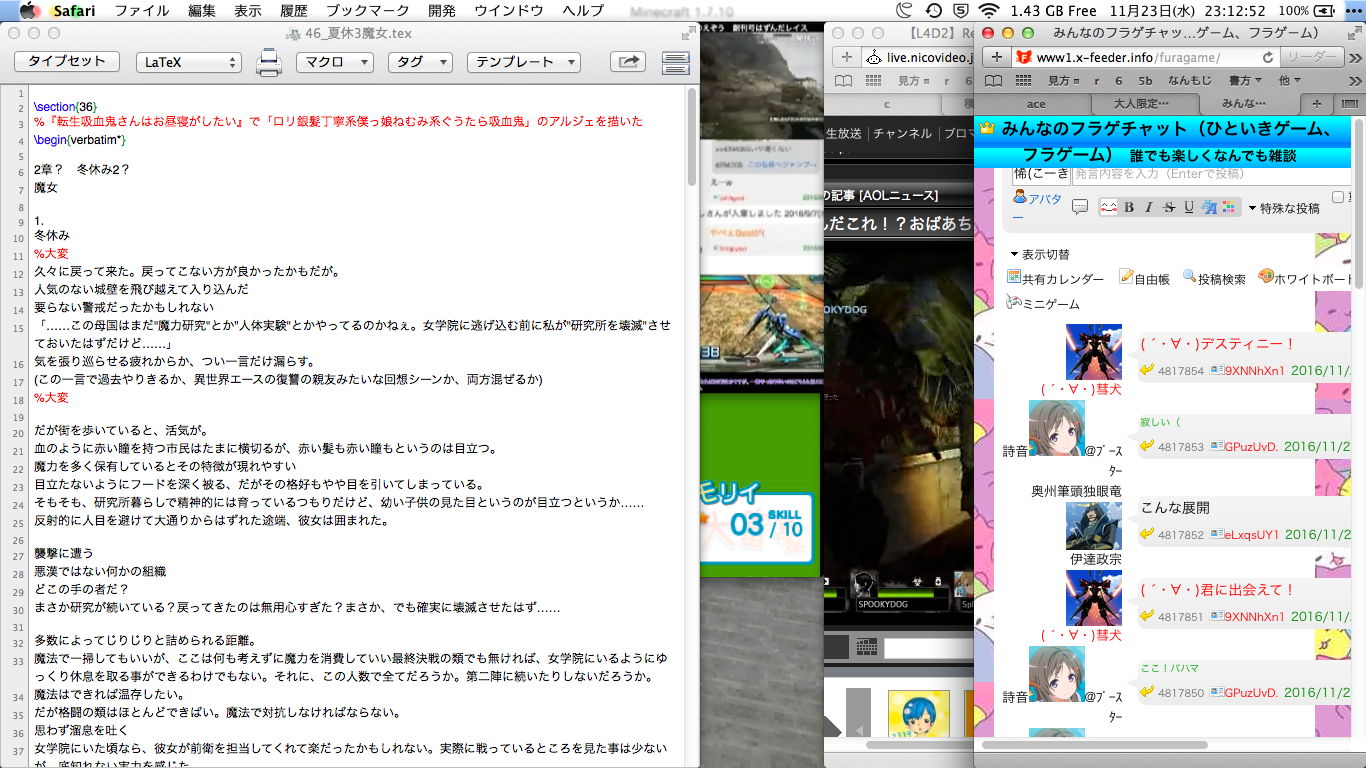 Safari ファイル 編集 表示 履歴 ブックマーク 開発 ウインドウ ヘルプ
Minecraft 1.7.10
1.43 GB Free 11月23日(水) 23:12:52 100%
46_夏休3魔女.tex
タイプセット LaTeX マクロ タグ テンプレート
1
2 \section{36}
3 %『転生吸血鬼さんはお昼寝がしたい』で「ロリ銀髪丁寧系僕っ娘ねむみ系ぐうたら吸血鬼」のアルジェを描いた
4 \begin{verbatim*}
5
6 2章？　冬休み2？
7 魔女
8
9 1.
10 冬休み
11 %大変
12 久々に戻って来た。戻ってこない方が良かったかもだが。
13 人気のない城壁を飛び越えて入り込んだ
14 要らない警戒だったかもしれない
15 「……この母国はまだ"魔力研究"とか"人体実験"とかやってるのかねぇ。女学院に逃げ込む前に私が"研究所を壊滅"させ
ておいたはずだけど……」
16 気を張り巡らせる疲れからか、つい一言だけ漏らす。
17 (この一言で過去やりきるか、異世界エースの復讐の親友みたいな回想シーンか、両方混ぜるか)
18 %大変
19
20 だが街を歩いていると、活気が。
21 血のように赤い瞳を持つ市民はたまに横切るが、赤い髪も赤い瞳もというのは目立つ。
22 魔力を多く保有しているとその特徴が現れやすい
23 目立たないようにフードを深く被る、だがその格好もやや目を引いてしまっている。
24 そもそも、研究所暮らしで精神的には育っているつもりだけど、幼い子供の見た目というのが目立つというか……
25 反射的に人目を避けて大通りからはずれた途端、彼女は囲まれた。
26
27 襲撃に遭う
28 悪漢ではない何かの組織
29 どこの手の者だ？
30 まさか研究が続いている？戻ってきたのは無用心すぎた？まさか、でも確実に壊滅させたはず……
31
32 多数によってじりじりと詰められる距離。
33 魔法で一掃してもいいが、ここは何も考えずに魔力を消費していい最終決戦の類でも無ければ、女学院にいるようにゆ
っくり休息を取る事ができるわけでもない。それに、この人数で全てだろうか。第二陣に続いたりしないだろうか。
34 魔法はできれば温存したい。
35 だが格闘の類はほとんどできばい。魔法で対抗しなければならない。
36 思わず溜息を吐く
37 女学院にいた頃なら、彼女が前衛を担当してくれて楽だったかもしれない。実際に戦っているところを見た事は少ない
が、底知れない実力を感じた
えーｗ
モリイ
03 SKILL / 10
【L4D2】Re
live.nicovideo.j
見方 r 6
c 積
生放送 チャンネル ブロマ
の記事 [AOLニュース]
んだこれ！？おばあち
SPOOKYDOG
みんなのフラゲチャッ…ゲーム、フラゲーム）
www1.x-feeder.info/furagame/ リーダー
見方 r 6 5b なんもじ 書方 他
ace 大人限定… みんな…
みんなのフラゲチャット（ひといきゲーム、
フラゲーム） 誰でも楽しくなんでも雑談
怖(こーき 発言内容を入力（Enterで投稿）
アバタ
ー
B I S U 特殊な投稿
表示切替
共有カレンダー 自由帳 投稿検索 ホワイトボート
ミニゲーム
( ´・∀・)デスティニー！
4817854 9XNNhXn1 2016/11/
( ´・∀・)彗犬
寂しい（
4817853 GPuzUvD. 2016/11/2
詩音 @ﾌﾞｰｽ
ﾀｰ
奥州筆頭独眼竜
こんな展開
4817852 eLxqsUY1 2016/11/2
伊達政宗
( ´・∀・)君に出会えて！
4817851 9XNNhXn1 2016/11/2
( ´・∀・)彗犬
ここ！バハマ
4817850 GPuzUvD. 2016/11/2
詩音 @ﾌﾞｰｽ
ﾀｰ